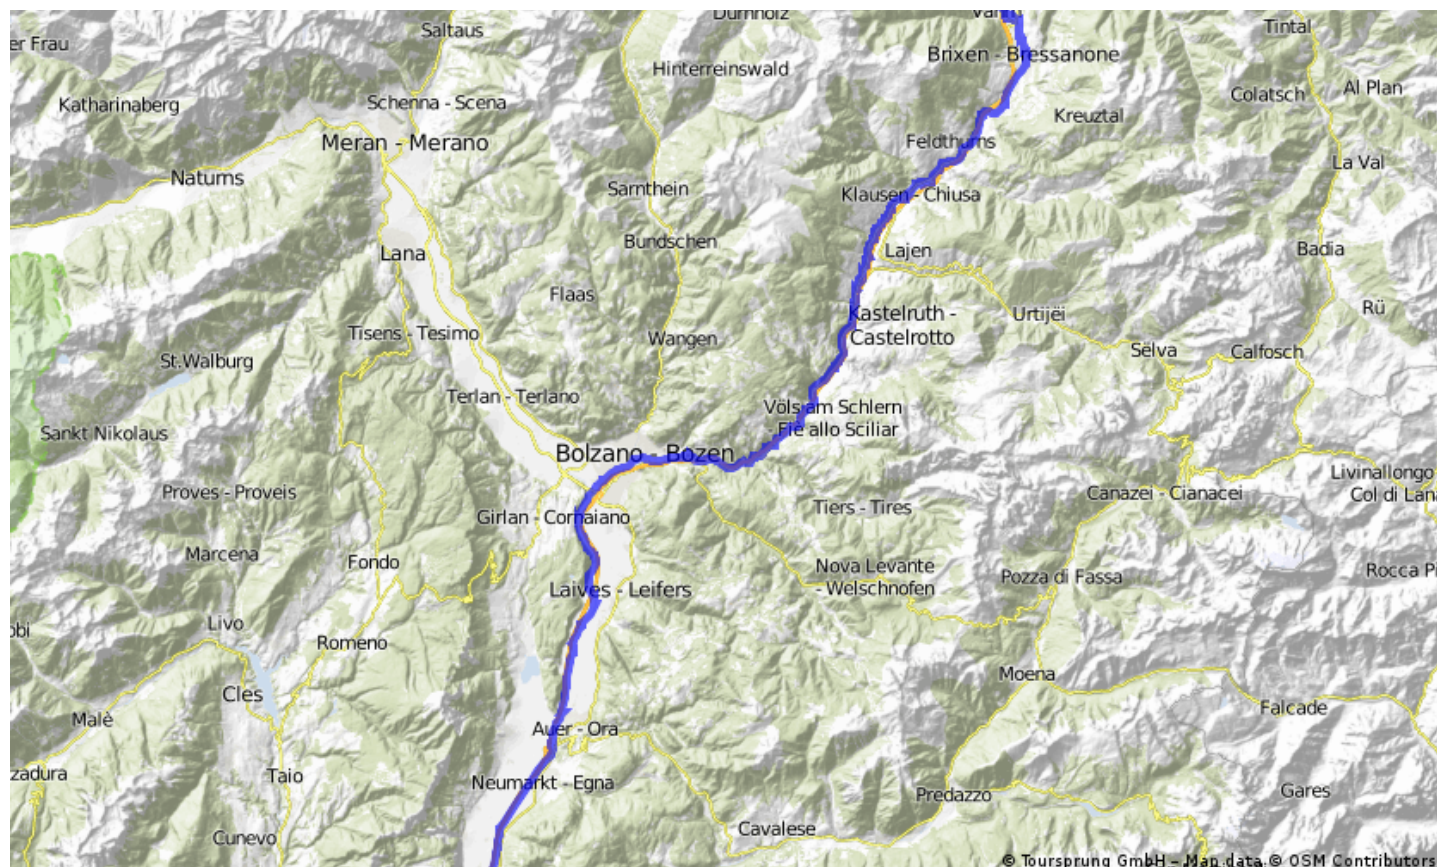 Saltaus
Tintal
er Frau
Brixen - Bressanone
Hinterreinswald
Al Plan
Colatsch
Katharinaberg
Schenna - Scena
Kreuztal
Meran - Merano
Feldthurns
La Val
Naturns
Sarnthein
Klausen - Chiusa
Bundschen
Lana
Lajen
Badia
Flaas
Rü
Kastelruth -
Castelrotto
Urtijëi
Tisens - Tesimo
Wangen
Sëlva
Calfosch
St.Walburg
Terlan - Terlano
Völs am Schlern
- Fiè allo Sciliar
Sankt Nikolaus
Bolzano - Bozen
Livinallongo
Col di Lana
Proves - Proveis
Canazei - Cianacei
Tiers - Tires
Girlan - Cornaiano
Marcena
Fondo
Nova Levante
- Welschnofen
Pozza di Fassa
Rocca Pi
Laives - Leifers
Livo
obi
Romeno
Moena
Cles
Falcade
Malè
Auer - Ora
zzadura
Taio
Neumarkt - Egna
Predazzo
Gares
Cunevo
Cavalese
© Toursprung GmbH - Map data © OSM Contributors